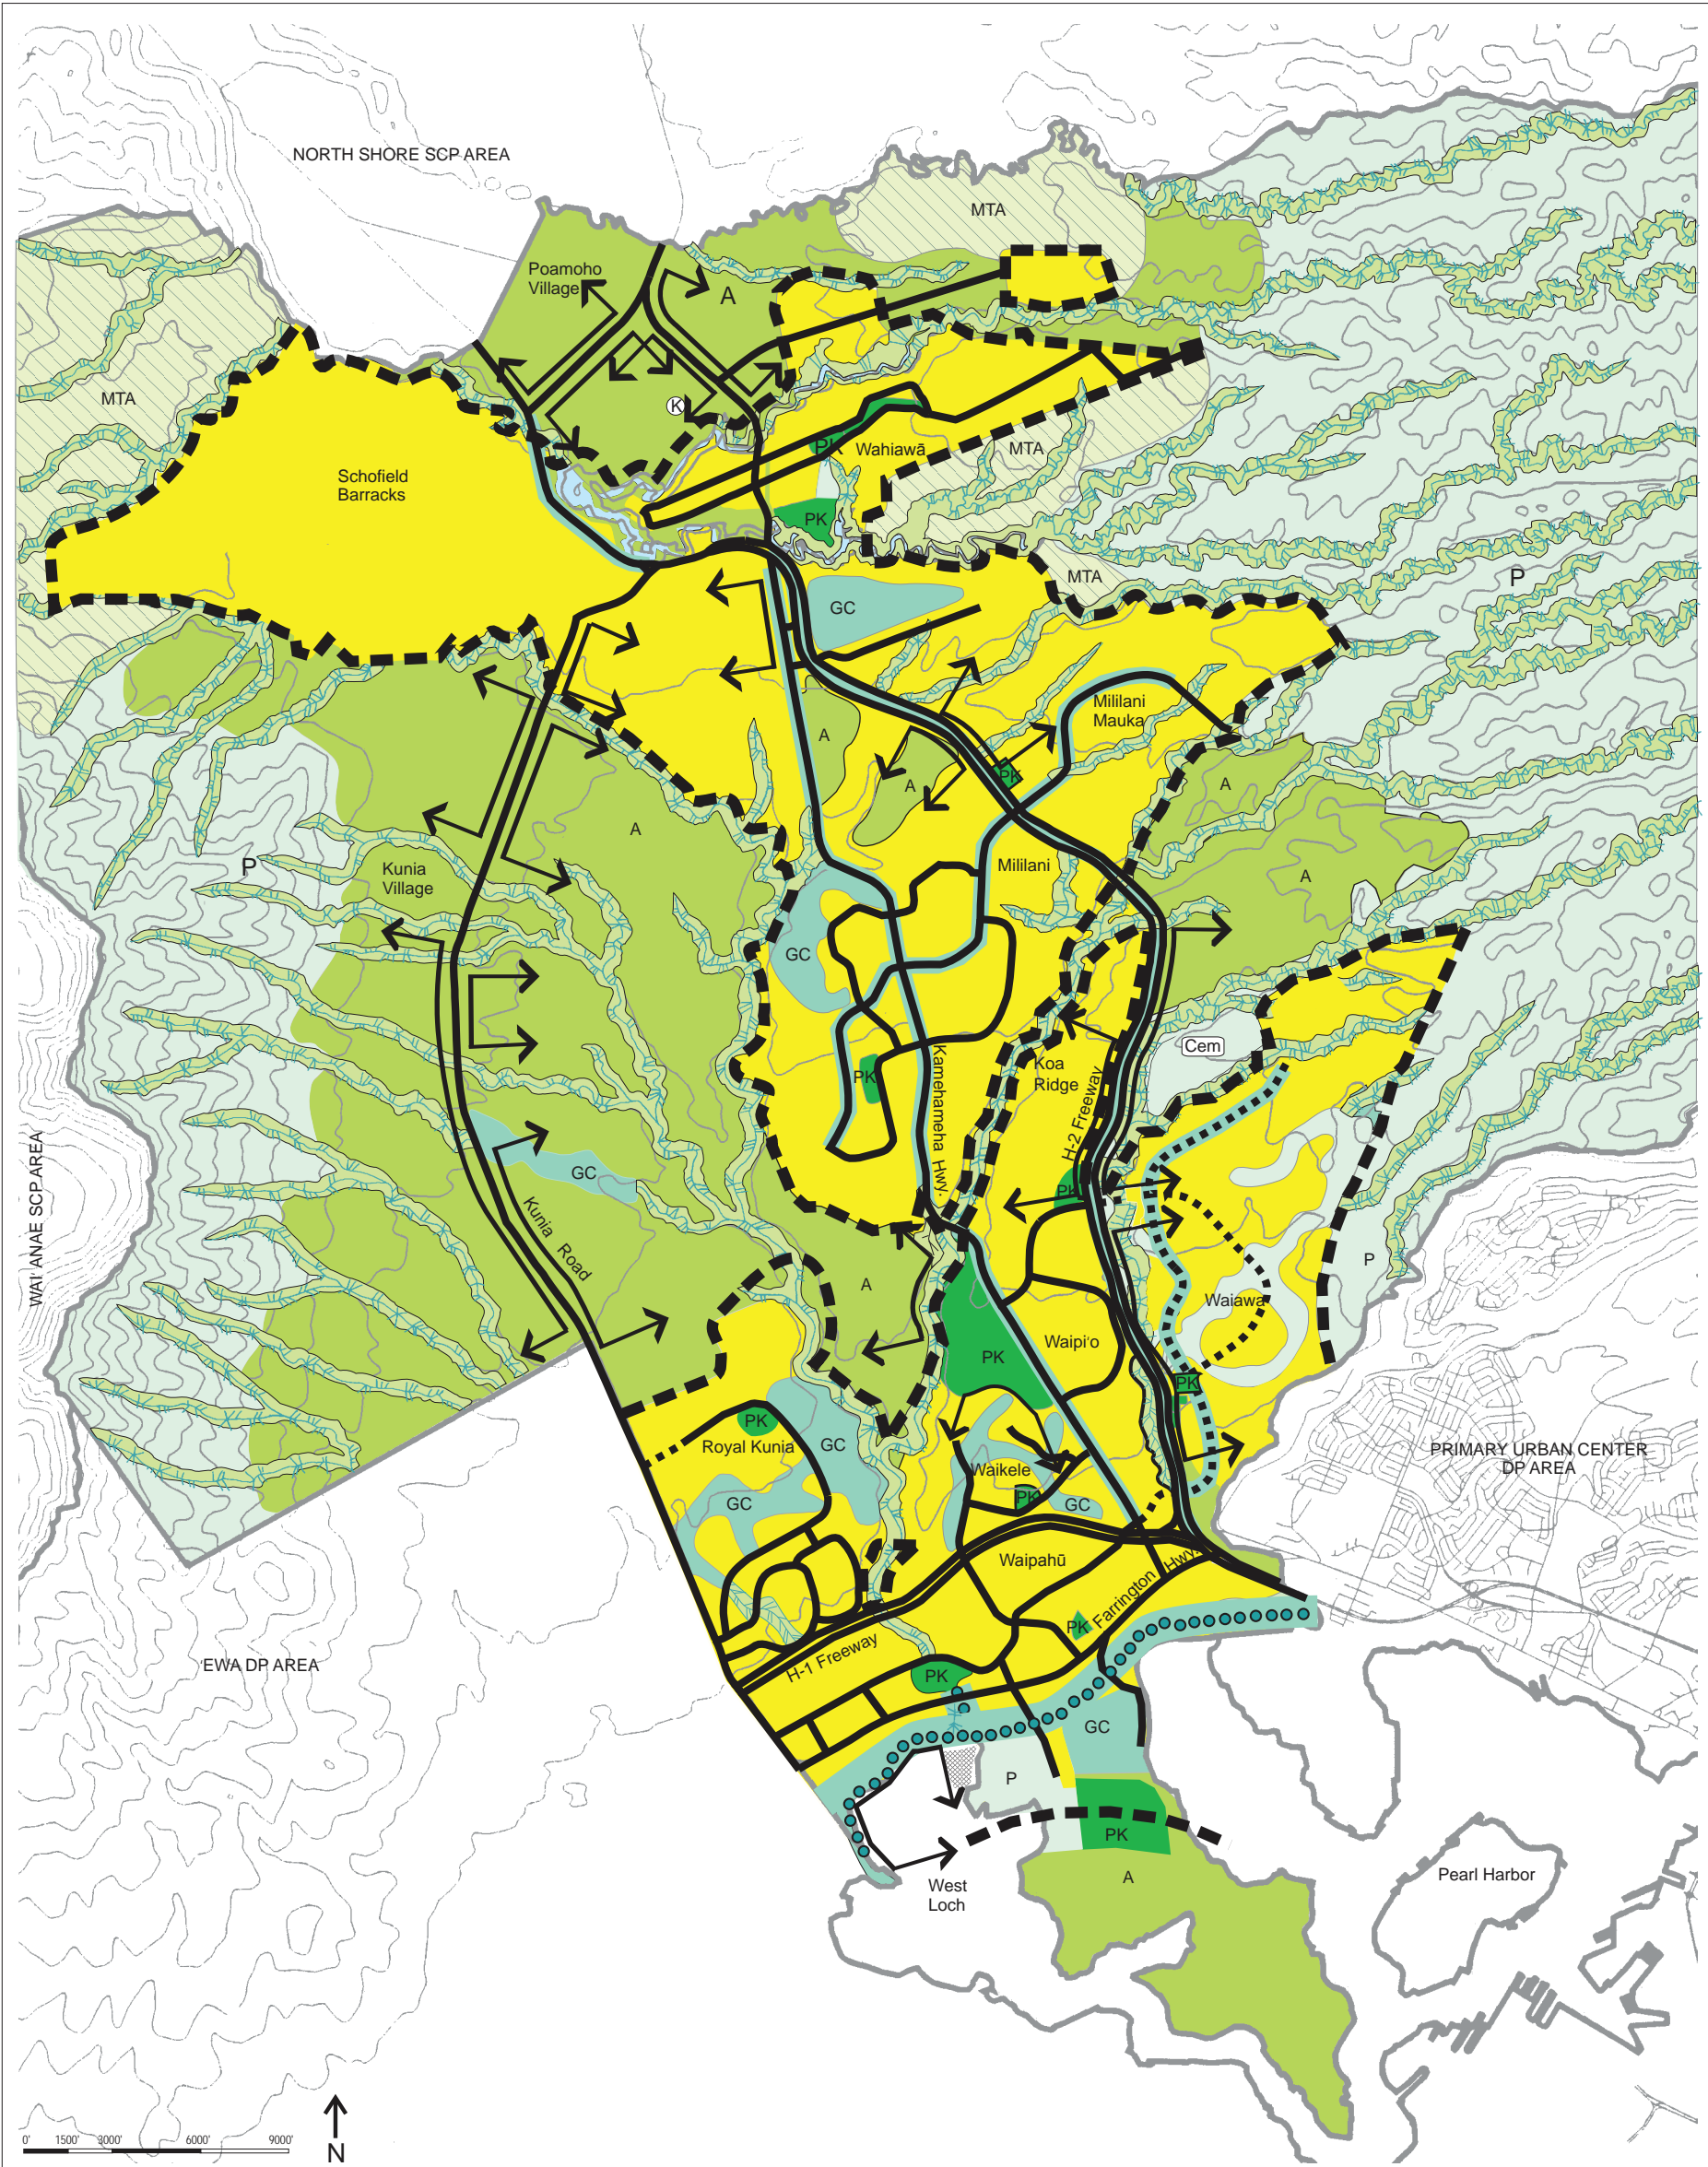 NORTH SHORE SCP AREA
MTA
Poamoho
Village
A
MTA
K
PK
Wahiawā
MTA
Schofield
Barracks
PK
MTA
P
GC
Mililani
Mauka
A
PK
A
A
A
P
Kunia
Village
Mililani
A
GC
Cem
Koa
Ridge
PK
Kamehameha Hwy.
H-2 Freeway
WAI'ANAE SCP AREA
GC
PK
Kunia Road
P
A
Waiawa
Waipi'o
PK
PK
PK
Royal Kunia
GC
PRIMARY URBAN CENTER
DP AREA
Waikele
GC
PK
GC
Waipahū
Farrington Hwy.
PK
H-1 Freeway
'EWA DP AREA
PK
GC
P
PK
A
West
Loch
Pearl Harbor
0' 1500' 3000' 6000' 9000'
N